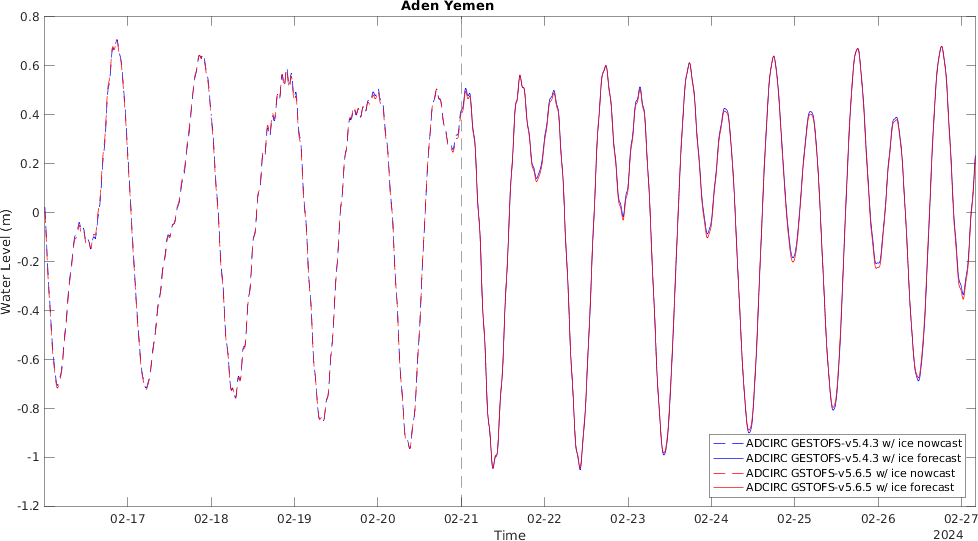 Aden Yemen
0.8
0.6
0.4
0.2
0
-0.2
-0.4
-0.6
-0.8
-1
-1.2
Water Level (m)
ADCIRC GESTOFS-v5.4.3 w/ ice nowcast
ADCIRC GESTOFS-v5.4.3 w/ ice forecast
ADCIRC GSTOFS-v5.6.5 w/ ice nowcast
ADCIRC GSTOFS-v5.6.5 w/ ice forecast
02-17 02-18 02-19 02-20 02-21 02-22 02-23 02-24 02-25 02-26 02-27
Time
2024